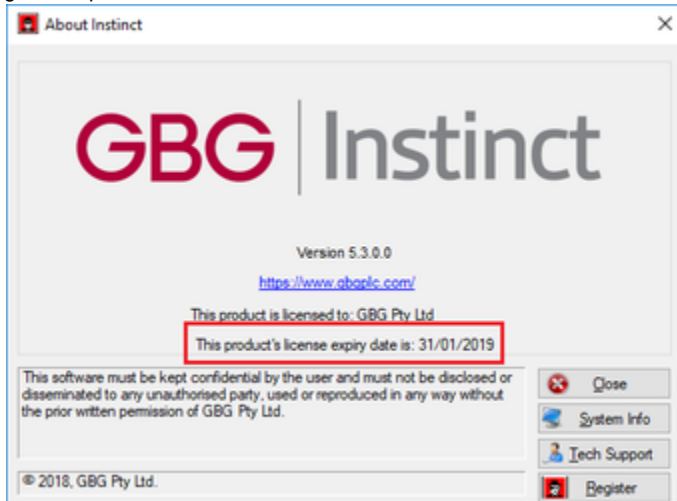 About Instinct
GBG Instinct
Version 5.3.0.0
https://www.gbgplc.com/
This product is licensed to: GBG Pty Ltd
This product's license expiry date is: 31/01/2019
This software must be kept confidential by the user and must not be disclosed or
disseminated to any unauthorised party, used or reproduced in any way without
the prior written permission of GBG Pty Ltd.
Close
System Info
Tech Support
© 2018, GBG Pty Ltd.
Register